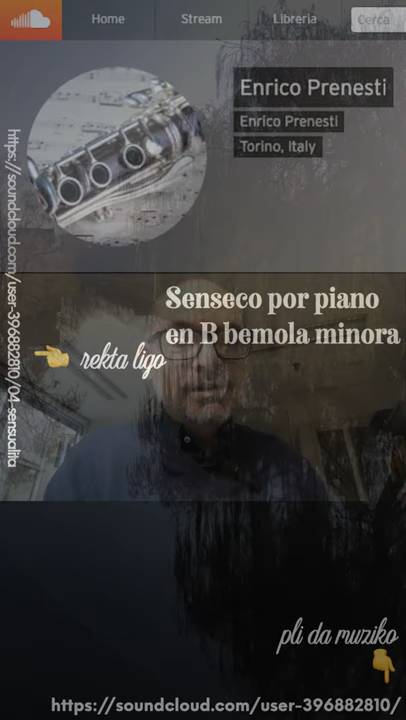 Home Stream Libreria Cerca
Enrico Prenesti
Enrico Prenesti
Torino, Italy
https://soundcloud.com/user-396882810/04-sensualita
Senseco por piano
en B bemola minora
👈 rekta ligo
pli da muziko
👇
https://soundcloud.com/user-396882810/